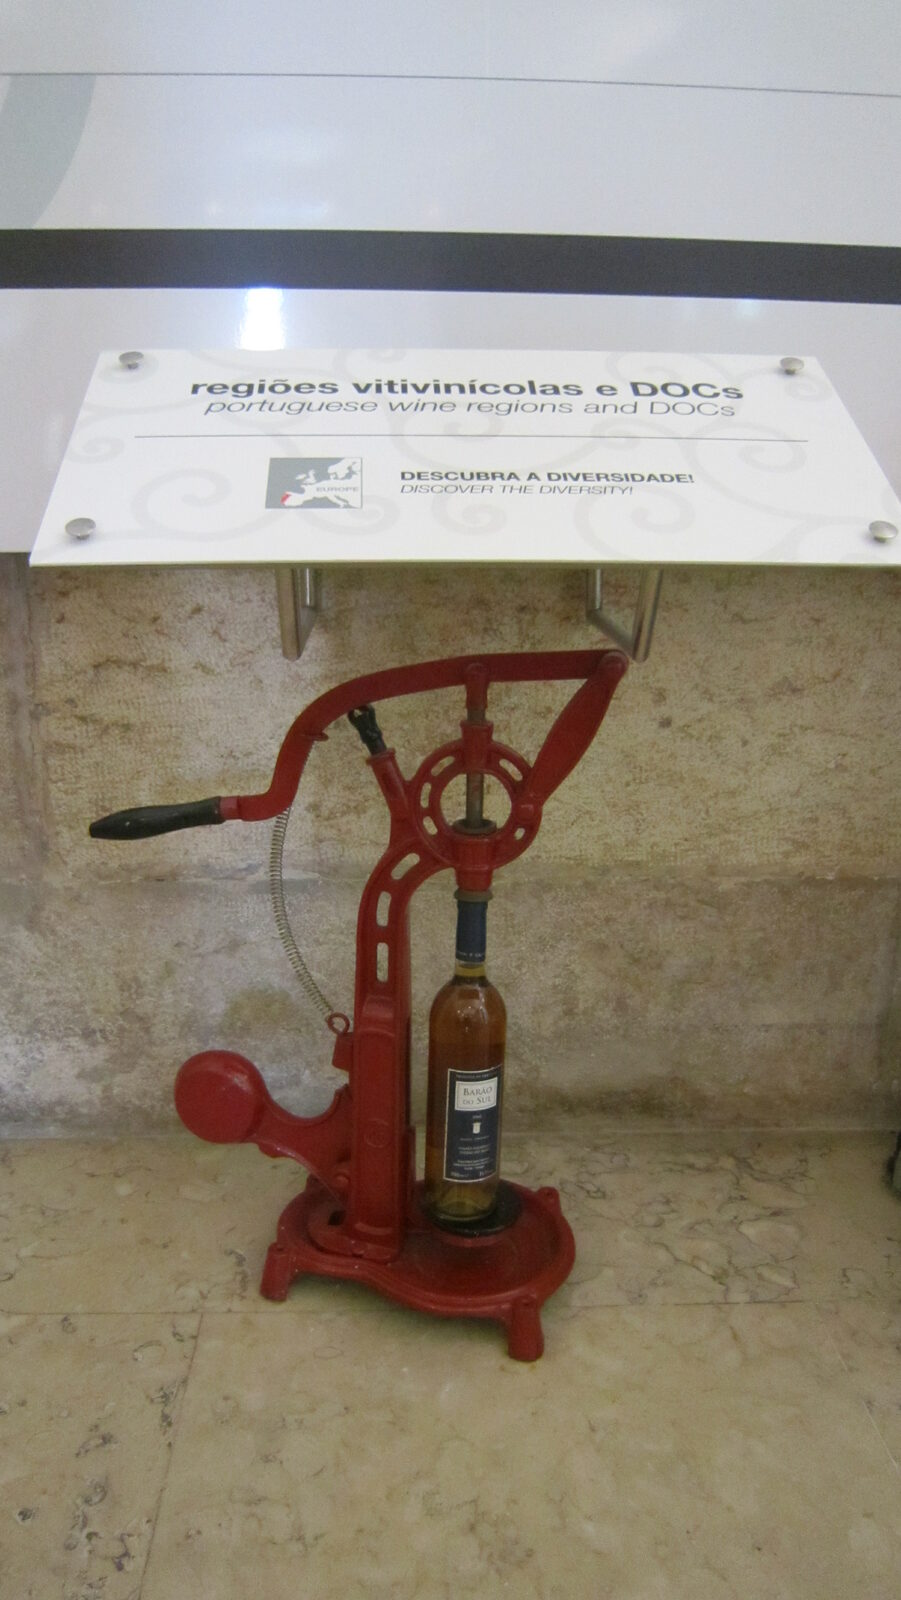 regiões vitivinícolas e DOCs
portuguese wine regions and DOCs
EUROPE
DESCUBRA A DIVERSIDADE!
DISCOVER THE DIVERSITY!
BARÃO
DO SUL